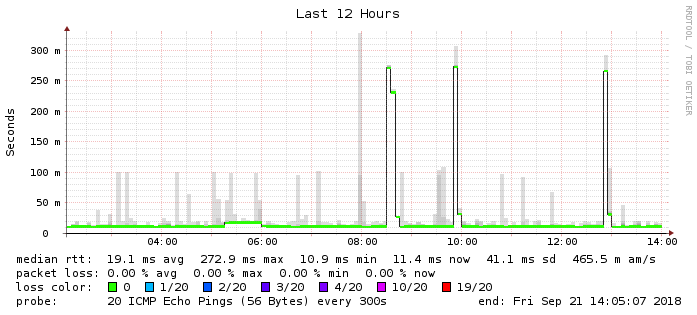 Last 12 Hours
RRDTOOL / TOBI OETIKER
Seconds
300 m
250 m
200 m
150 m
100 m
50 m
0
04:00 06:00 08:00 10:00 12:00 14:00
median rtt: 19.1 ms avg 272.9 ms max 10.9 ms min 11.4 ms now 41.1 ms sd 465.5 m am/s
packet loss: 0.00 % avg 0.00 % max 0.00 % min 0.00 % now
loss color: 0 1/20 2/20 3/20 4/20 10/20 19/20
probe: 20 ICMP Echo Pings (56 Bytes) every 300s end: Fri Sep 21 14:05:07 2018